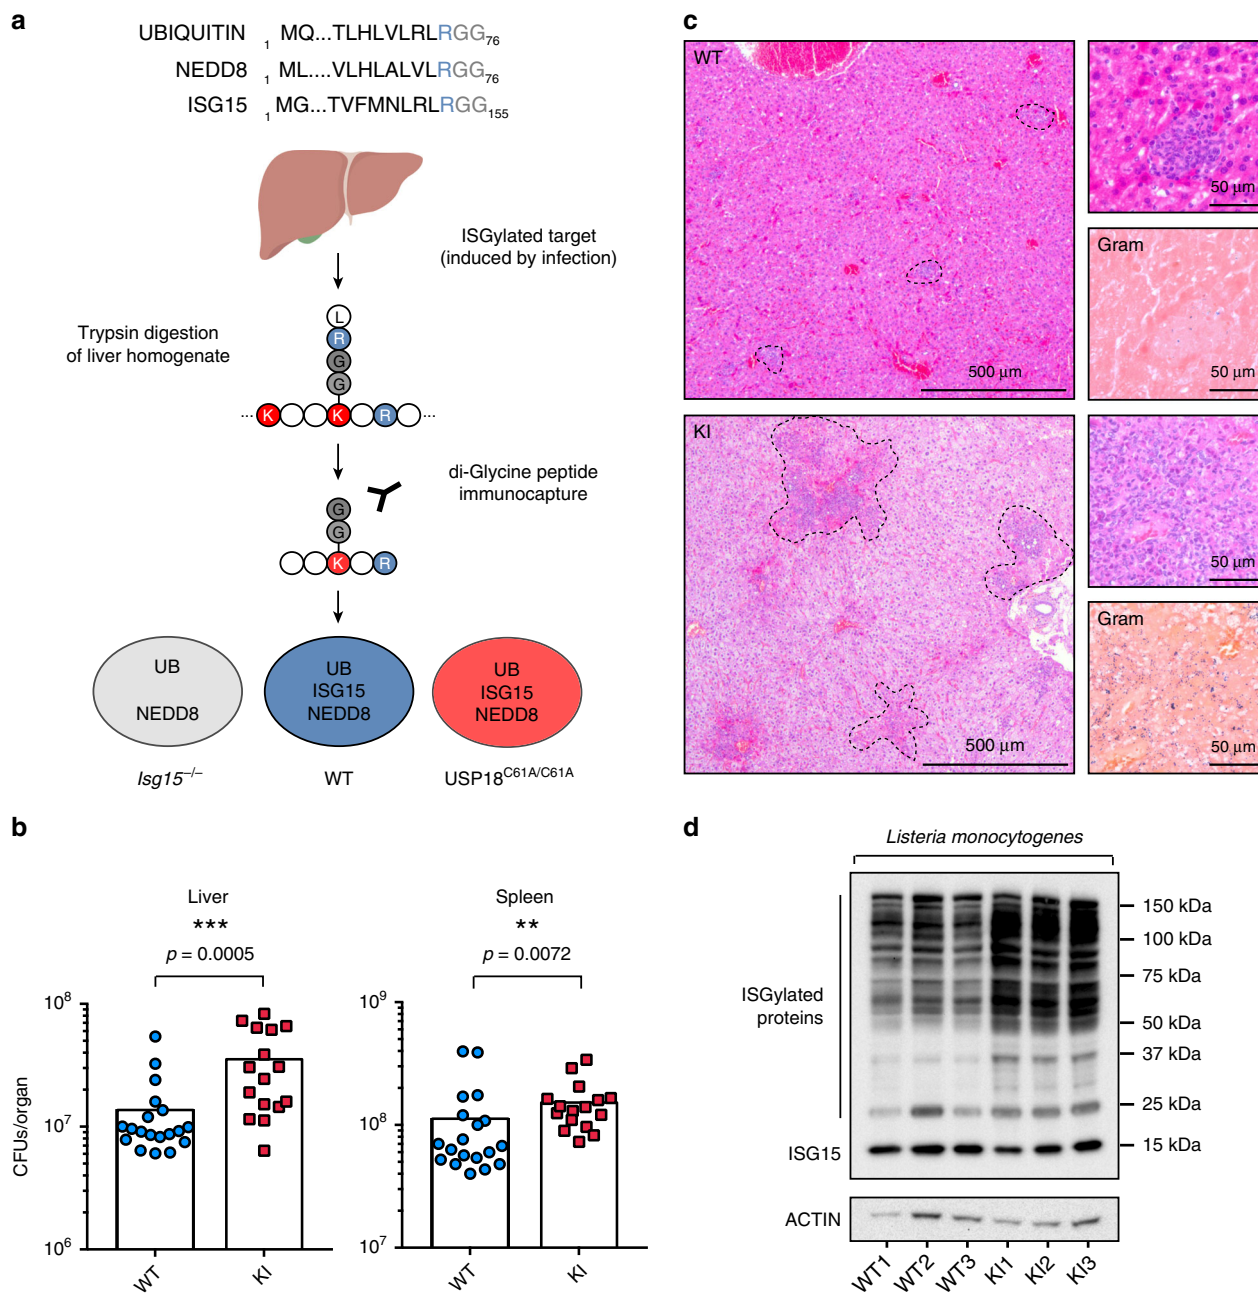 a
UBIQUITIN 1 MQ...TLHLVLRLRGG76
NEDD8 1 ML....VLHLALVLRGG76
ISG15 1 MG...TVFMNLRLRGG155
ISGylated target
(induced by infection)
Trypsin digestion
of liver homogenate
L
R
G
G
... K K R ...
di-Glycine peptide
immunocapture
G
G
K R
UB
NEDD8
UB
ISG15
NEDD8
UB
ISG15
NEDD8
Isg15–/–
WT
USP18C61A/C61A
b
Liver
***
p = 0.0005
Spleen
**
p = 0.0072
CFUs/organ
10^8
10^7
10^6
WT
KI
10^9
10^8
10^7
WT
KI
c
WT
500 µm
50 µm
Gram
50 µm
KI
500 µm
50 µm
Gram
50 µm
d
Listeria monocytogenes
ISGylated
proteins
ISG15
150 kDa
100 kDa
75 kDa
50 kDa
37 kDa
25 kDa
15 kDa
ACTIN
WT1
WT2
WT3
KI1
KI2
KI3